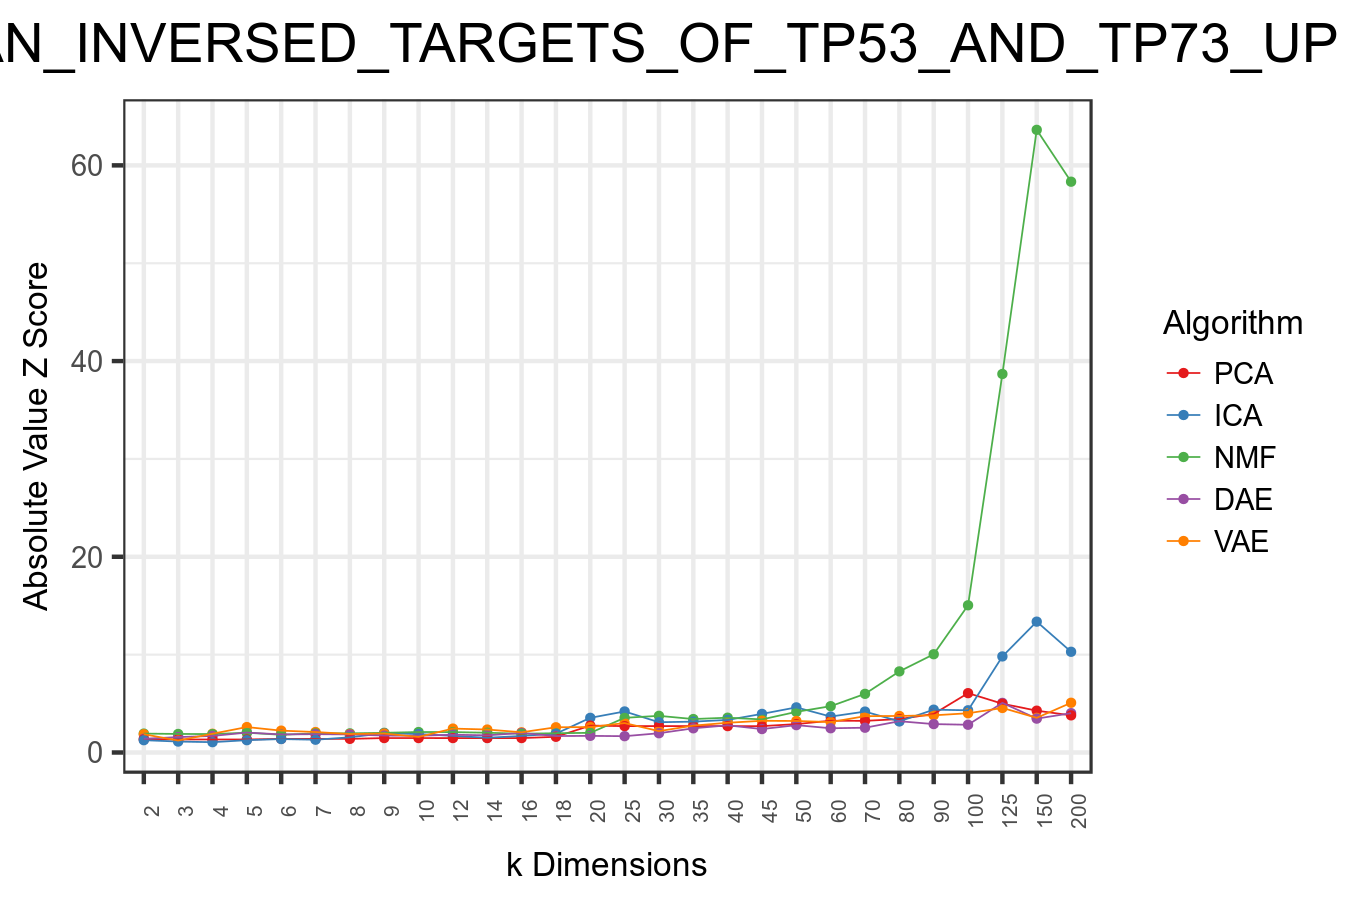 AN_INVERSED_TARGETS_OF_TP53_AND_TP73_UP
60
40
20
0
Absolute Value Z Score
2 3 4 5 6 7 8 9 10 12 14 16 18 20 25 30 35 40 45 50 60 70 80 90 100 125 150 200
k Dimensions
Algorithm
PCA
ICA
NMF
DAE
VAE